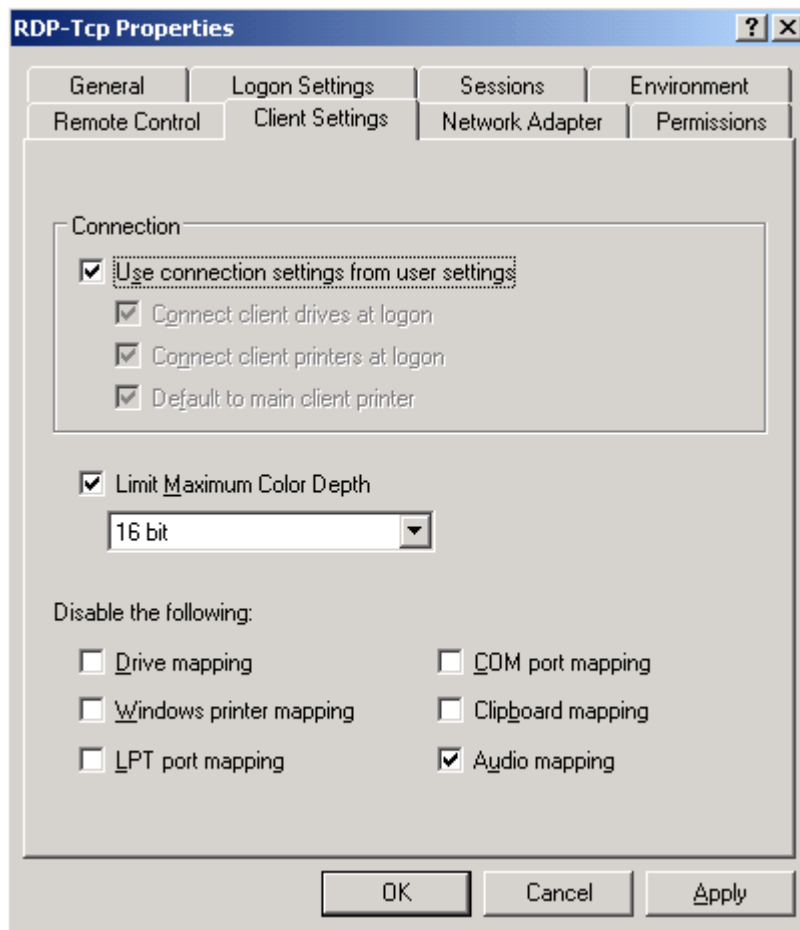 RDP-Tcp Properties
General Logon Settings Sessions Environment
Remote Control Client Settings Network Adapter Permissions
Connection
Use connection settings from user settings
Connect client drives at logon
Connect client printers at logon
Default to main client printer
Limit Maximum Color Depth
16 bit
Disable the following:
Drive mapping COM port mapping
Windows printer mapping Clipboard mapping
LPT port mapping Audio mapping
OK Cancel Apply